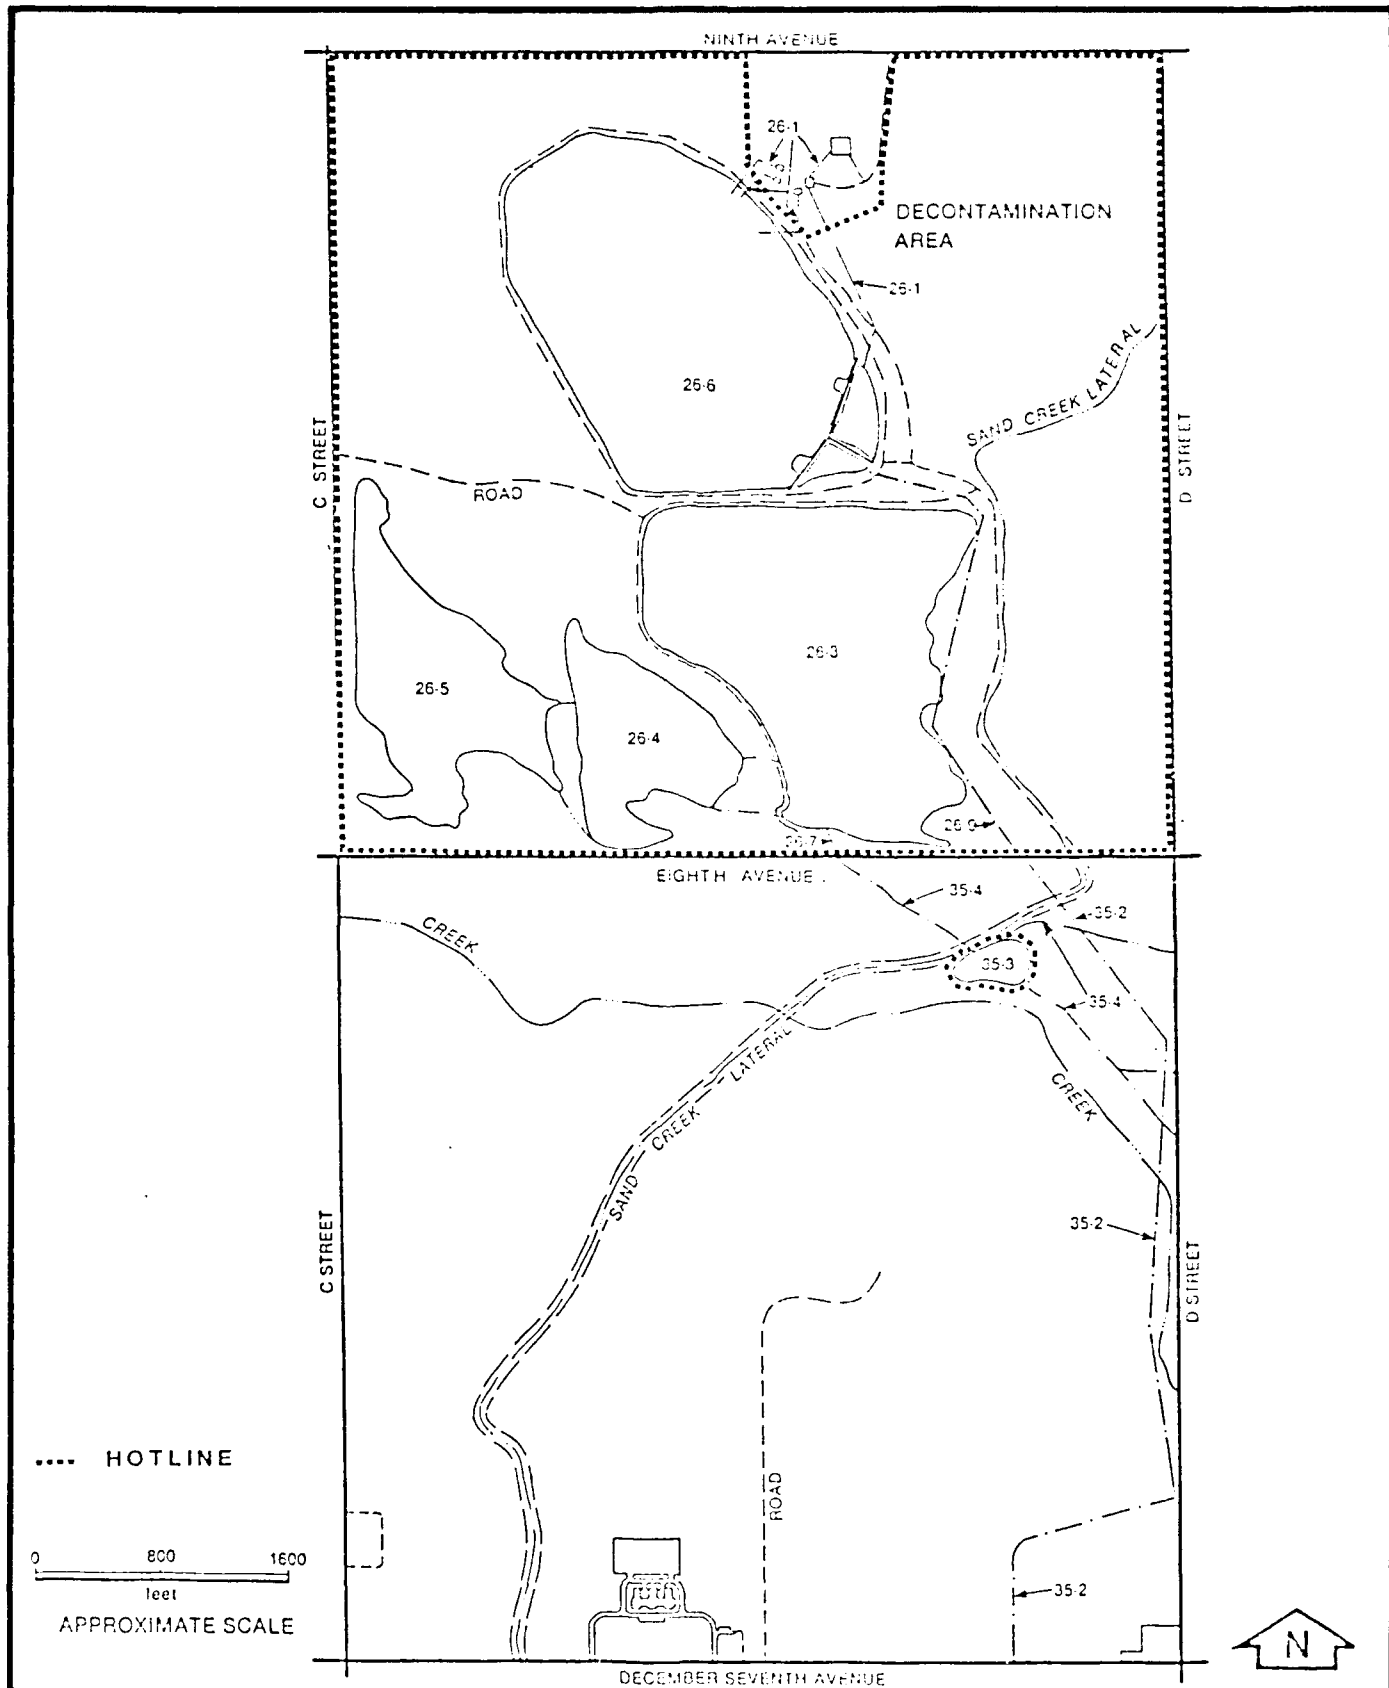 NINTH AVENUE
26-1
DECONTAMINATION
AREA
26-1
SAND CREEK LATERAL
26-6
C STREET
D STREET
ROAD
26-3
26-5
26-4
26-9
EIGHTH AVENUE
35-4
35-2
CREEK
35-3
35-4
LATERAL
CREEK
CREEK
SAND
35-2
C STREET
D STREET
HOTLINE
ROAD
0 800 1600
feet
APPROXIMATE SCALE
35-2
N
DECEMBER SEVENTH AVENUE